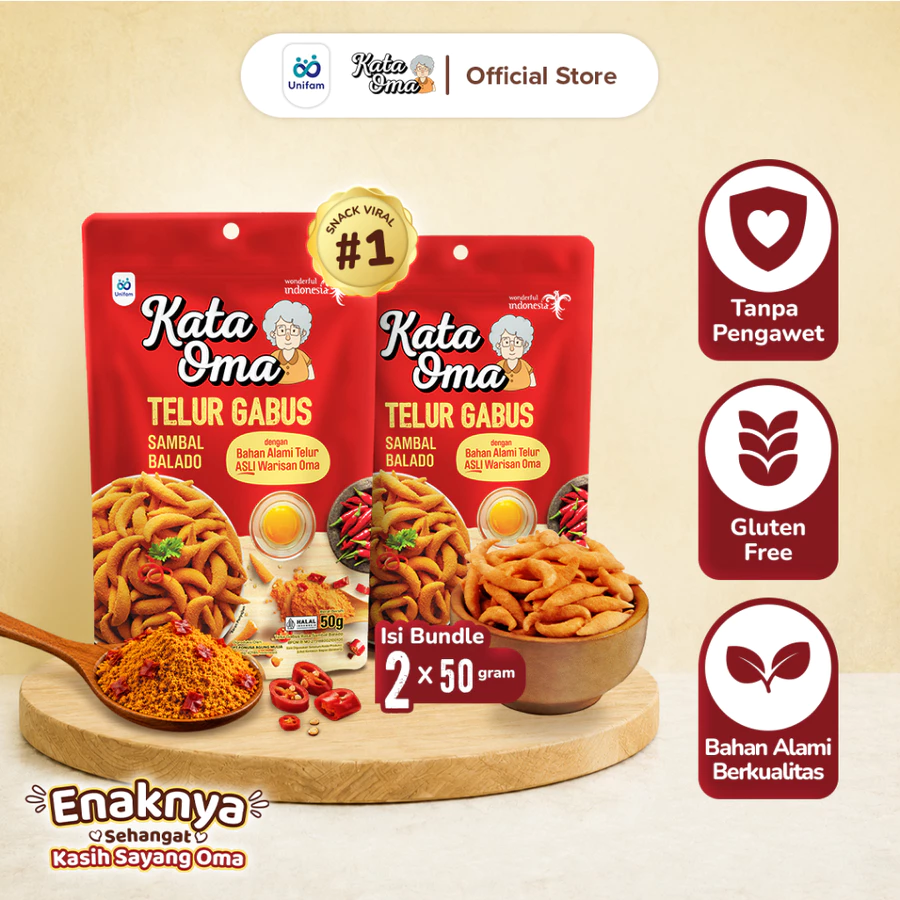 Unifam
Kata
Oma
Official Store
SNACK VIRAL
#1
Unifam
wonderful
indonesia
Kata
Oma
TELUR GABUS
SAMBAL
BALADO
dengan
Bahan Alami Telur
ASLI Warisan Oma
HALAL
INDONESIA
50g
wonderful
indonesia
Kata
Oma
TELUR GABUS
SAMBAL
BALADO
dengan
Bahan Alami Telur
ASLI Warisan Oma
Isi Bundle
2 × 50 gram
Tanpa
Pengawet
Gluten
Free
Bahan Alami
Berkualitas
Enaknya
Sehangat
Kasih Sayang Oma